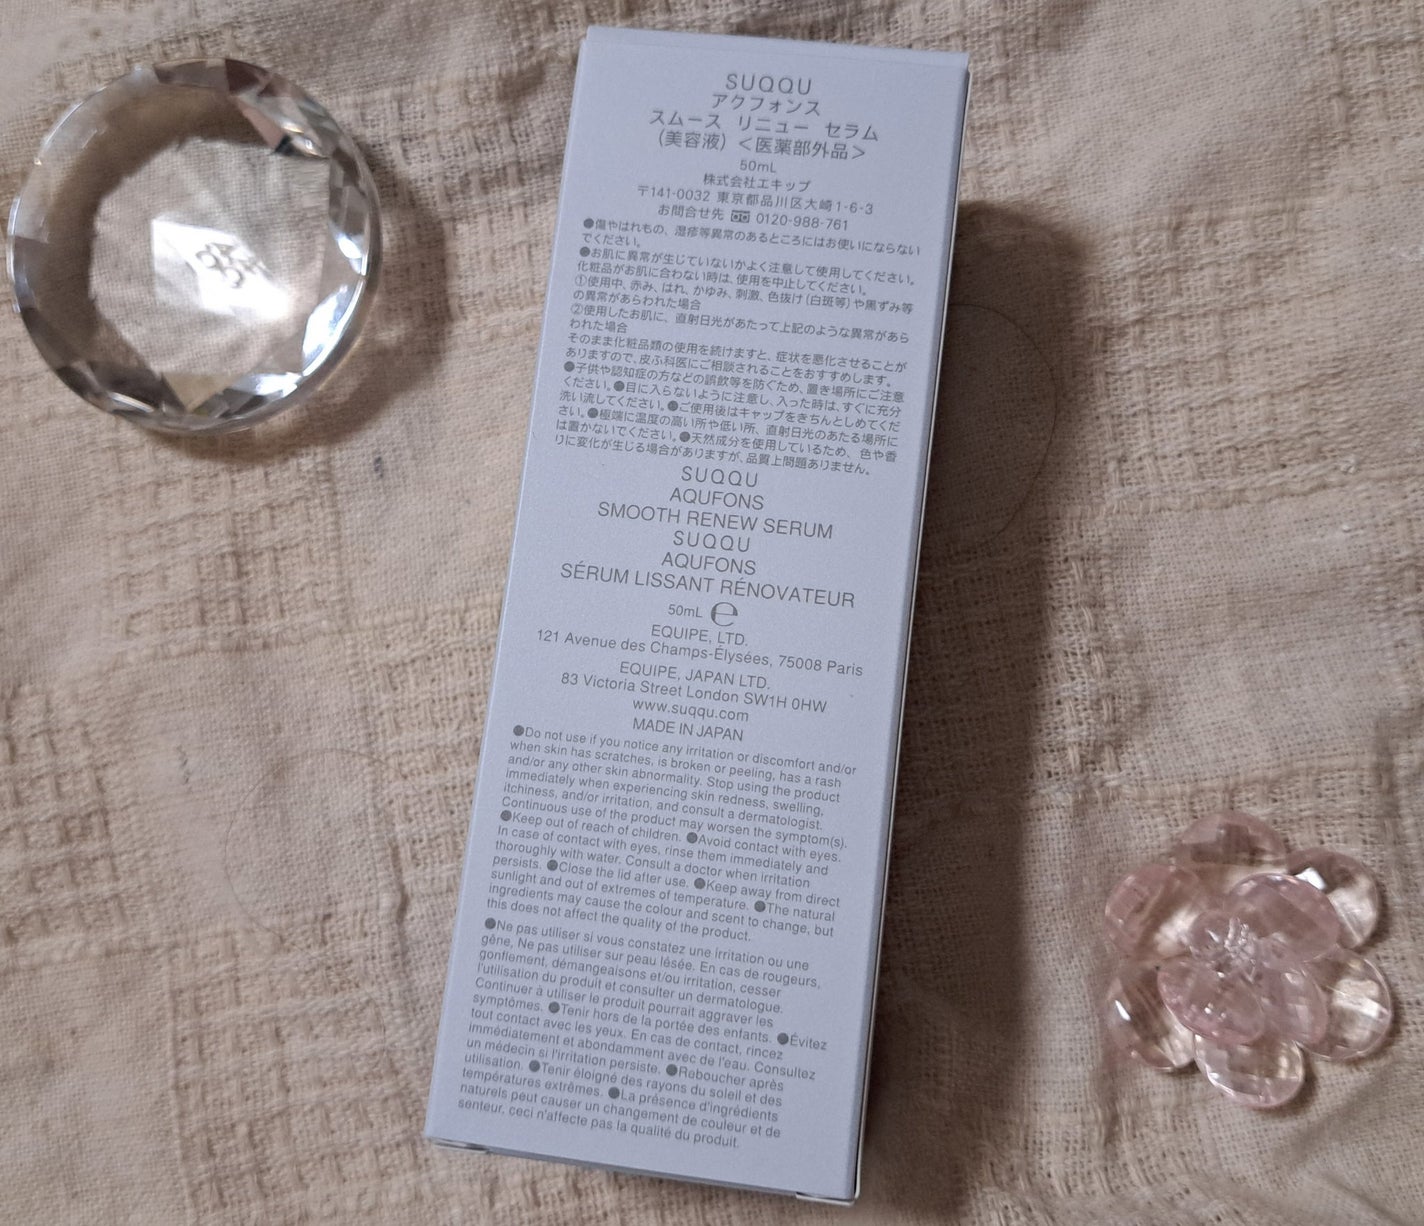 SUQQU
アクフォンス
スムース リニュー セラム
（美容液）＜医薬部外品＞
50mL
株式会社エキップ
〒141-0032 東京都品川区大崎1-6-3
お問合せ先 0120-988-761
●傷やはれもの、湿疹等異常のあるところにはお使いにならない
でください。
●お肌に異常が生じていないかよく注意して使用してください。
化粧品がお肌に合わない時は、使用を中止してください。
①使用中、赤み、はれ、かゆみ、刺激、色抜け（白斑等）や黒ずみ等
の異常があらわれた場合
②使用したお肌に、直射日光があたって上記のような異常があら
われた場合
そのまま化粧品類の使用を続けますと、症状を悪化させることが
ありますので、皮ふ科医にご相談されることをおすすめします。
●子供や認知症の方などの誤飲等を防ぐため、置き場所にご注意
ください。●目に入らないように注意し、入った時は、すぐに充分
洗い流してください。●ご使用後はキャップをきちんとしめてくだ
さい。●極端に温度の高い所や低い所、直射日光のあたる場所に
は置かないでください。●天然成分を使用しているため、色や香
りに変化が生じる場合がありますが、品質上問題ありません。
SUQQU
AQUFONS
SMOOTH RENEW SERUM
SUQQU
AQUFONS
SÉRUM LISSANT RÉNOVATEUR
50mL ℮
EQUIPE, LTD.
121 Avenue des Champs-Élysées, 75008 Paris
EQUIPE, JAPAN LTD.
83 Victoria Street London SW1H 0HW
www.suqqu.com
MADE IN JAPAN
●Do not use if you notice any irritation or discomfort and/or
when skin has scratches, is broken or peeling, has a rash
and/or any other skin abnormality. Stop using the product
immediately when experiencing skin redness, swelling,
itchiness, and/or irritation, and consult a dermatologist.
Continuous use of the product may worsen the symptom(s).
●Keep out of reach of children. ●Avoid contact with eyes.
In case of contact with eyes, rinse them immediately and
thoroughly with water. Consult a doctor when irritation
persists. ●Close the lid after use. ●Keep away from direct
sunlight and out of extremes of temperature. ●The natural
ingredients may cause the colour and scent to change, but
this does not affect the quality of the product.
●Ne pas utiliser si vous constatez une irritation ou une
gêne, Ne pas utiliser sur peau lésée. En cas de rougeurs,
gonflement, démangeaisons et/ou irritation, cesser
l'utilisation du produit et consulter un dermatologue.
Continuer à utiliser le produit pourrait aggraver les
symptômes. ●Tenir hors de la portée des enfants. ●Évitez
tout contact avec les yeux. En cas de contact, rincez
immédiatement et abondamment avec de l'eau. Consultez
un médecin si l'irritation persiste. ●Reboucher après
utilisation. ●Tenir éloigné des rayons du soleil et des
températures extrêmes. ●La présence d'ingrédients
naturels peut causer un changement de couleur et de
senteur, ceci n'affecte pas la qualité du produit.